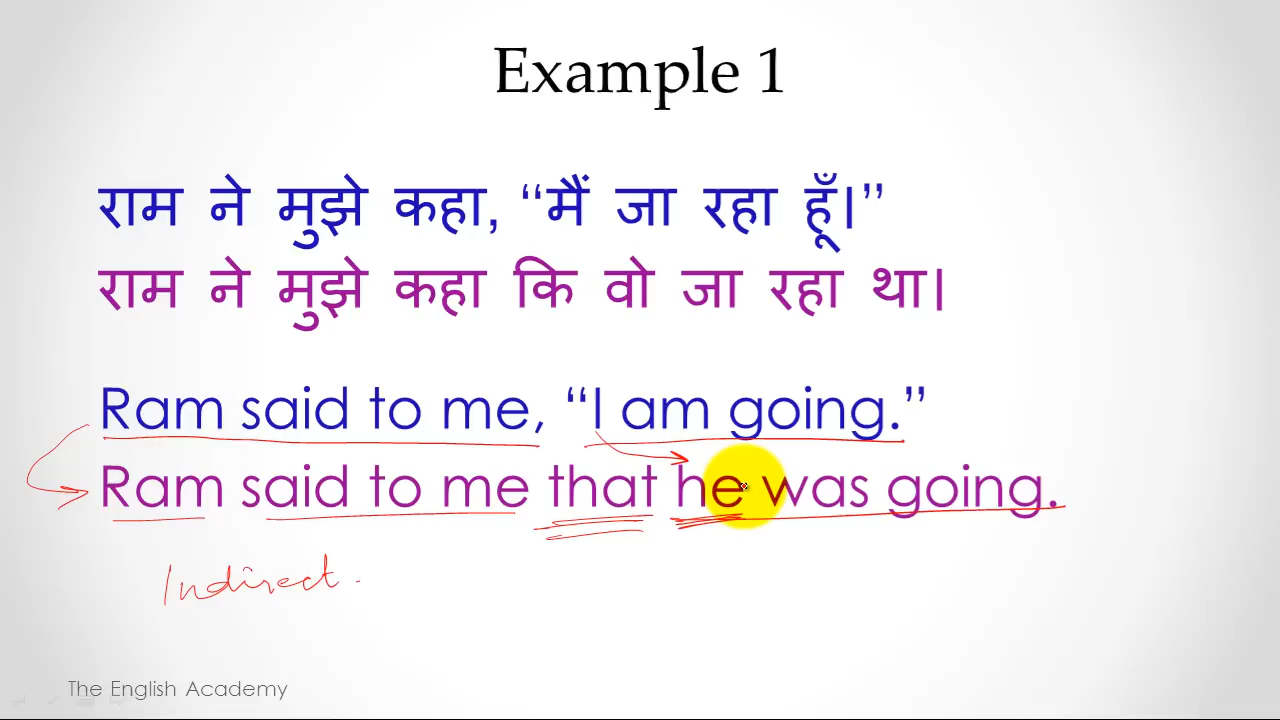 Example 1
राम ने मुझे कहा, “मैं जा रहा हूँ।”
राम ने मुझे कहा कि वो जा रहा था।
Ram said to me, “I am going.”
Ram said to me that he was going.
Indirect.
The English Academy